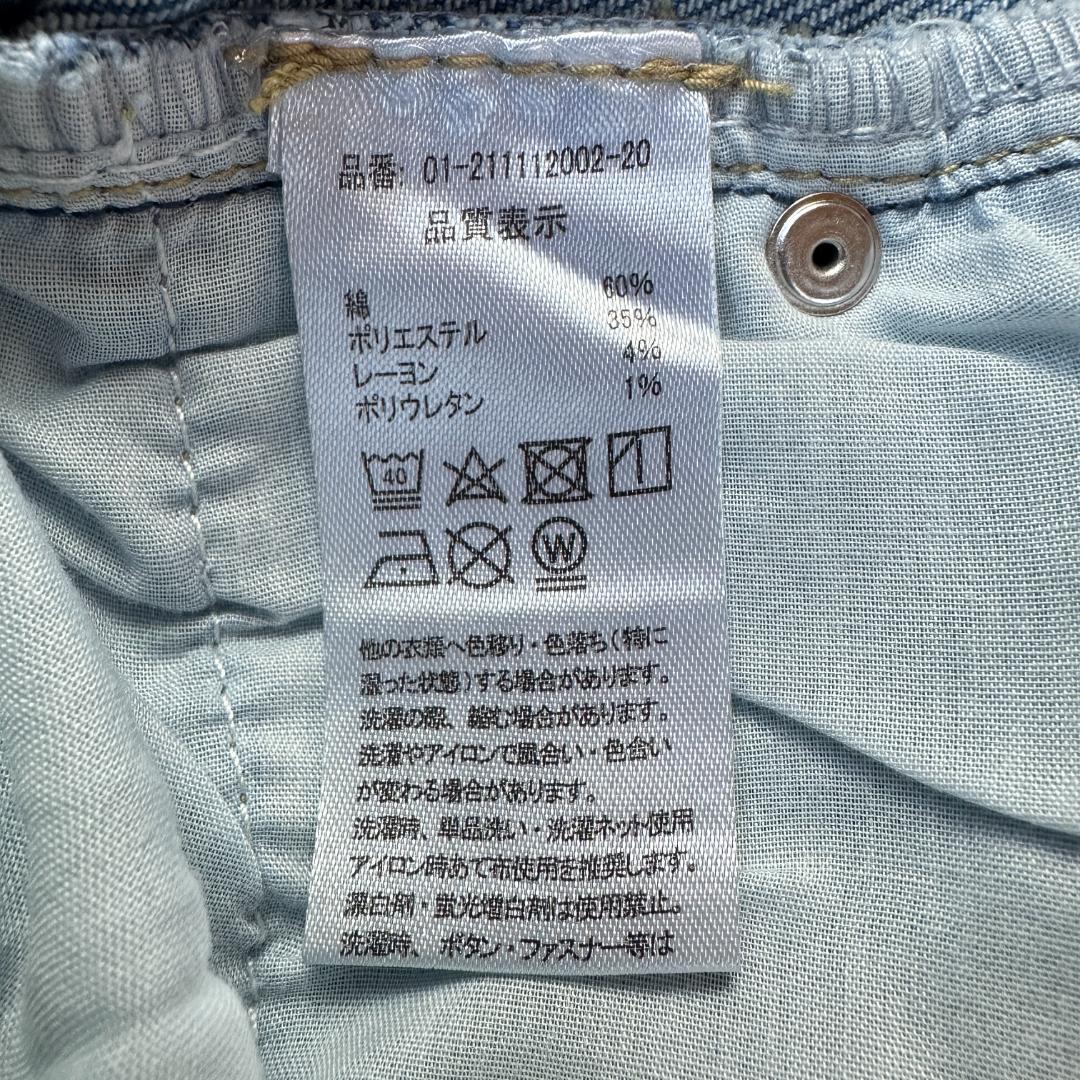 品番: 01-211112002-20
品質表示
綿 60%
ポリエステル 35%
レーヨン 4%
ポリウレタン 1%
40
W
他の衣類へ色移り・色落ち(特に
湿った状態)する場合があります。
洗濯の際、縮む場合があります。
洗濯やアイロンで風合い・色合い
が変わる場合があります。
洗濯時、単品洗い・洗濯ネット使用
アイロン時あて布使用を推奨します。
漂白剤・蛍光増白剤は使用禁止。
洗濯時、ボタン・ファスナー等は